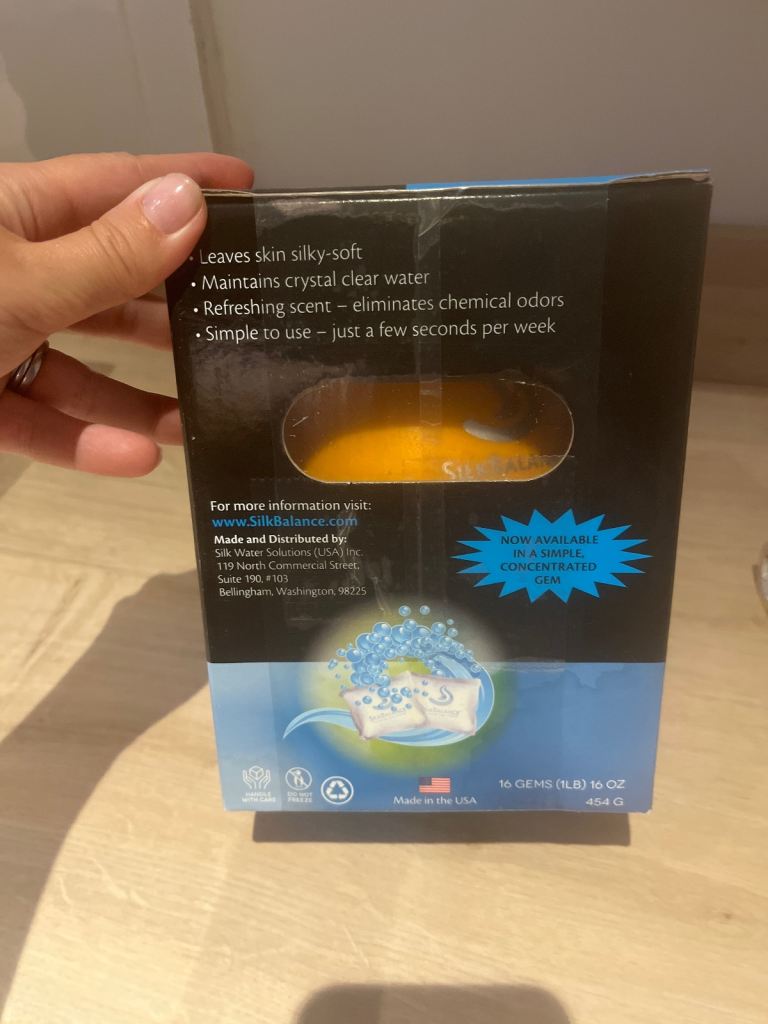 • Leaves skin silky-soft
• Maintains crystal clear water
• Refreshing scent – eliminates chemical odors
• Simple to use – just a few seconds per week
SILKBALAN
For more information visit:
www.SilkBalance.com
Made and Distributed by:
Silk Water Solutions (USA) Inc.
119 North Commercial Street,
Suite 190, #103
Bellingham, Washington, 98225
NOW AVAILABLE
IN A SIMPLE,
CONCENTRATED
GEM
SILKBALANCE
SILKBALANCE
HANDLE
WITH CARE
DO NOT
FREEZE
Made in the USA
16 GEMS (1LB) 16 OZ
454 G